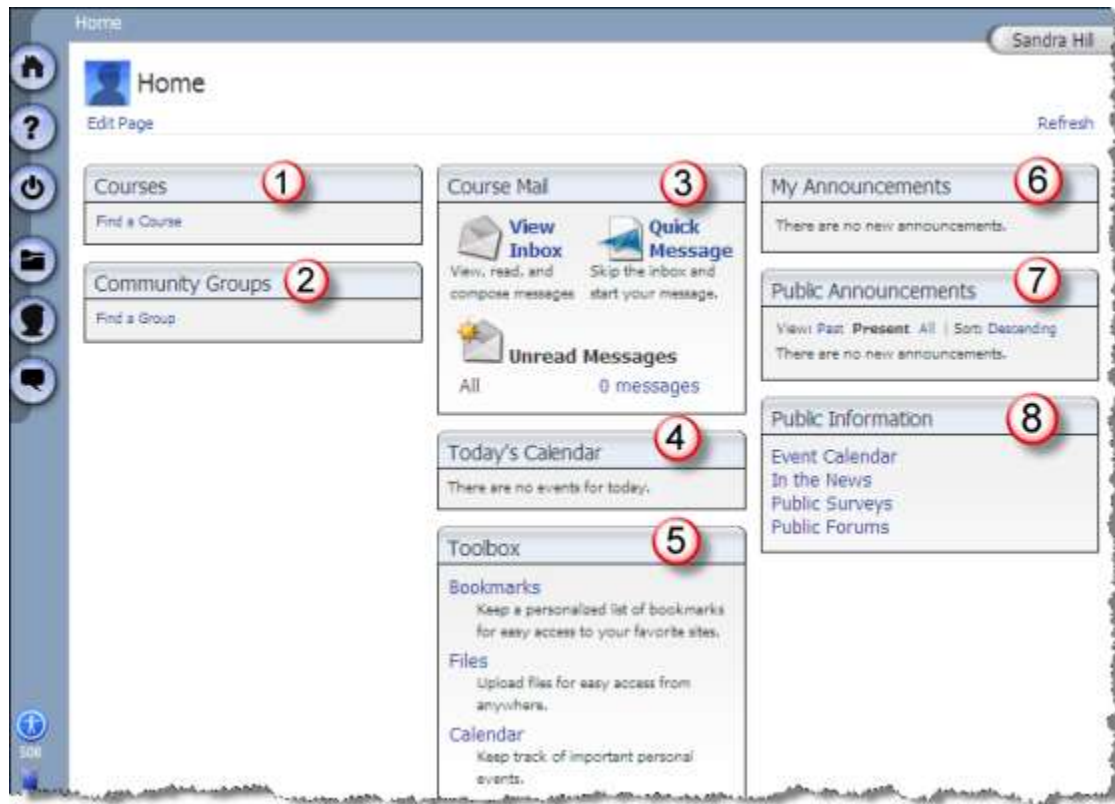 Home
Sandra Hill
Home
Edit Page
Refresh
?
Courses
1
Find a Course
Community Groups
2
Find a Group
Course Mail
3
View
Inbox
View, read, and
compose messages
Quick
Message
Skip the inbox and
start your message.
Unread Messages
All
0 messages
Today's Calendar
4
There are no events for today.
Toolbox
5
Bookmarks
Keep a personalized list of bookmarks
for easy access to your favorite sites.
Files
Upload files for easy access from
anywhere.
Calendar
Keep track of important personal
events.
My Announcements
6
There are no new announcements.
Public Announcements
7
View: Past Present All | Sort: Descending
There are no new announcements.
Public Information
8
Event Calendar
In the News
Public Surveys
Public Forums
508